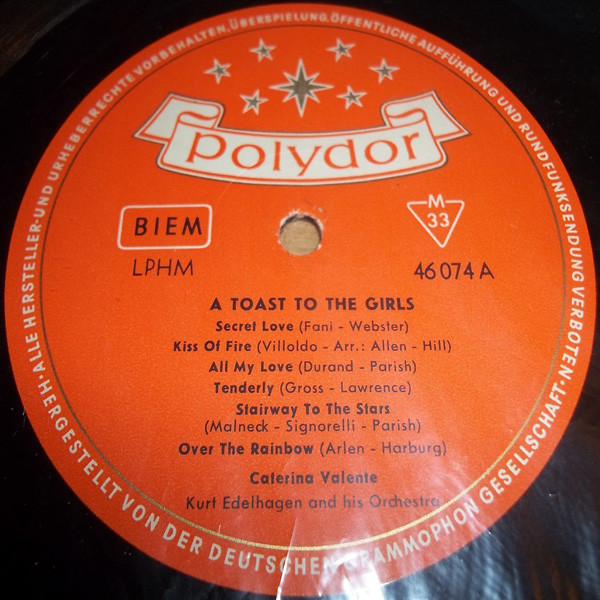 ·ALLE HERSTELLER-UND URHEBERRECHTE VORBEHALTEN, ÜBERSPIELUNG, ÖFFENTLICHE AUFFÜHRUNG UND RUNDFUNKSENDUNG VERBOTEN·
polydor
BIEM
M
33
LPHM
46 074 A
A TOAST TO THE GIRLS
Secret Love (Fani - Webster)
Kiss Of Fire (Villoldo - Arr.: Allen - Hill)
All My Love (Durand - Parish)
Tenderly (Gross - Lawrence)
Stairway To The Stars
(Malneck - Signorelli - Parish)
Over The Rainbow (Arlen - Harburg)
Caterina Valente
Kurt Edelhagen and his Orchestra
HERGESTELLT VON DER DEUTSCHEN GRAMMOPHON GESELLSCHAFT·